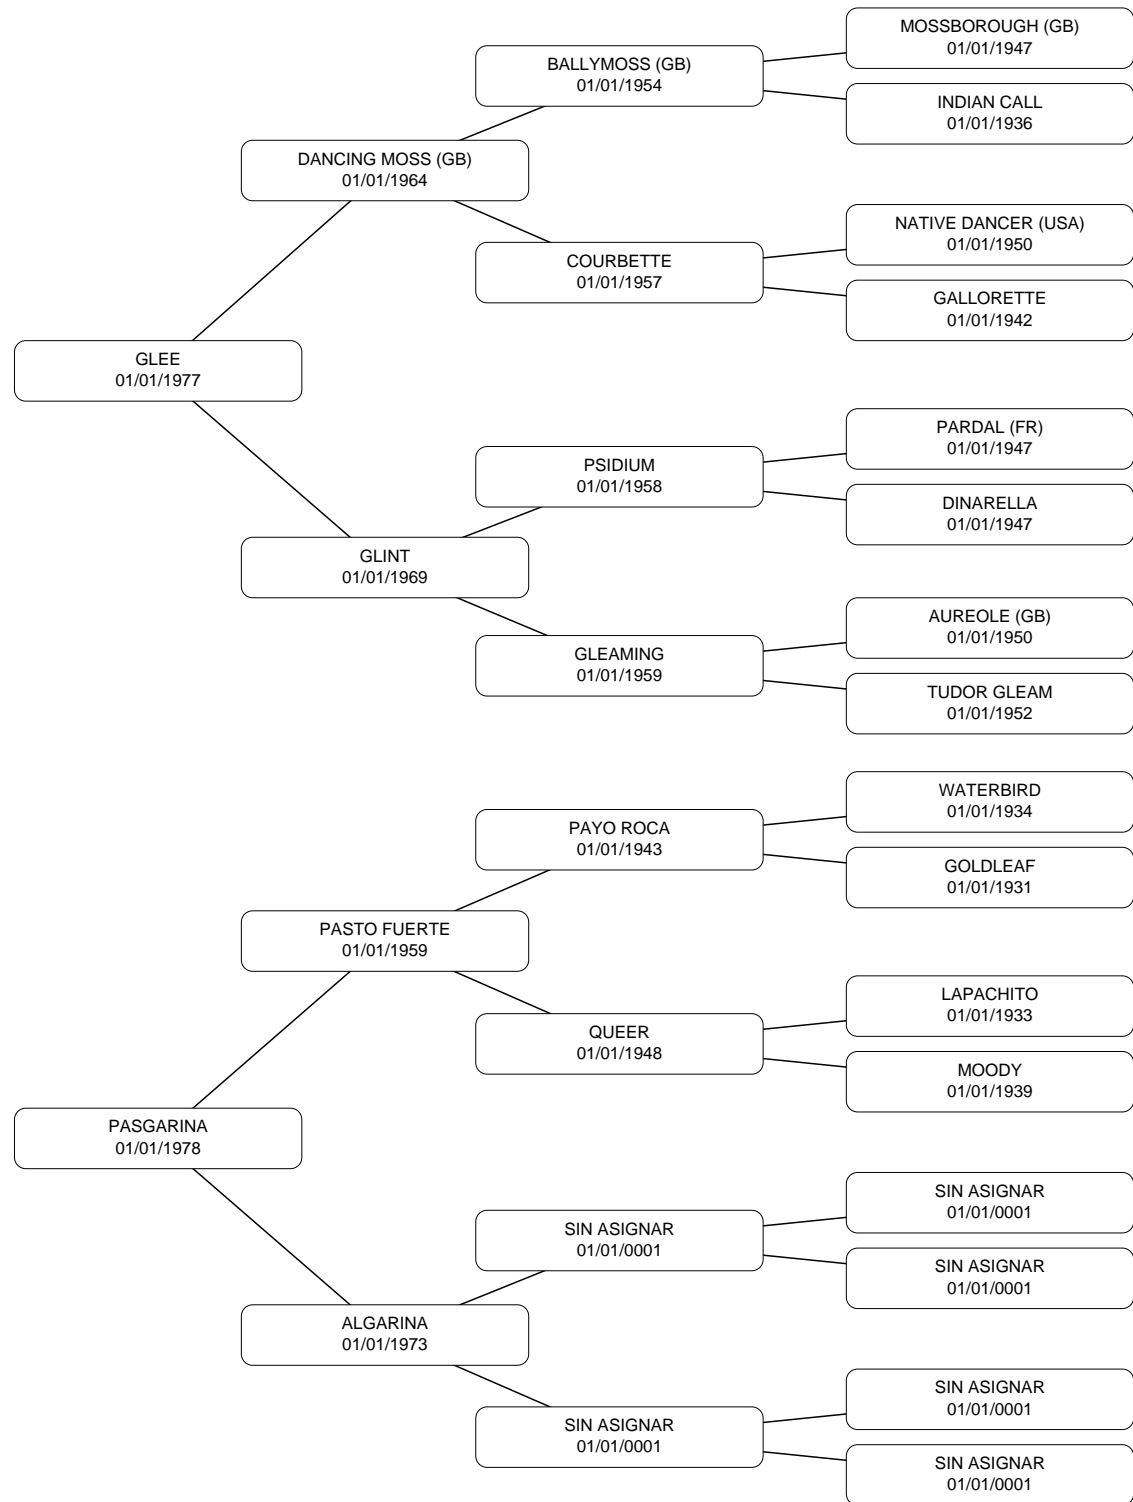 MOSSBOROUGH (GB)
01/01/1947
BALLYMOSS (GB)
01/01/1954
INDIAN CALL
01/01/1936
DANCING MOSS (GB)
01/01/1964
NATIVE DANCER (USA)
01/01/1950
COURBETTE
01/01/1957
GALLORETTE
01/01/1942
GLEE
01/01/1977
PARDAL (FR)
01/01/1947
PSIDIUM
01/01/1958
DINARELLA
01/01/1947
GLINT
01/01/1969
AUREOLE (GB)
01/01/1950
GLEAMING
01/01/1959
TUDOR GLEAM
01/01/1952
WATERBIRD
01/01/1934
PAYO ROCA
01/01/1943
GOLDLEAF
01/01/1931
PASTO FUERTE
01/01/1959
LAPACHITO
01/01/1933
QUEER
01/01/1948
MOODY
01/01/1939
PASGARINA
01/01/1978
SIN ASIGNAR
01/01/0001
SIN ASIGNAR
01/01/0001
SIN ASIGNAR
01/01/0001
ALGARINA
01/01/1973
SIN ASIGNAR
01/01/0001
SIN ASIGNAR
01/01/0001
SIN ASIGNAR
01/01/0001